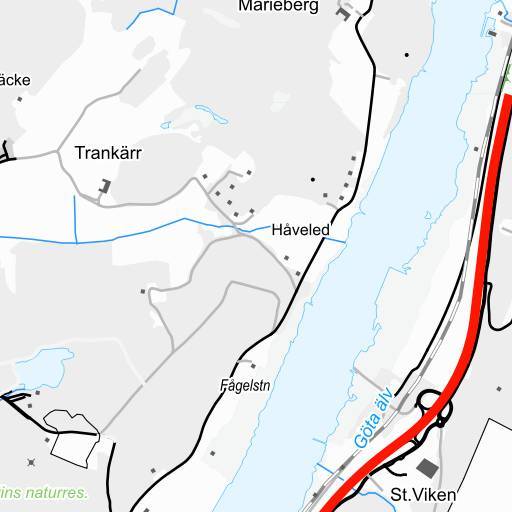 Marieberg
äcke
Trankärr
Håveled
Fågelstn
Göta älv
ins naturres.
St.Viken